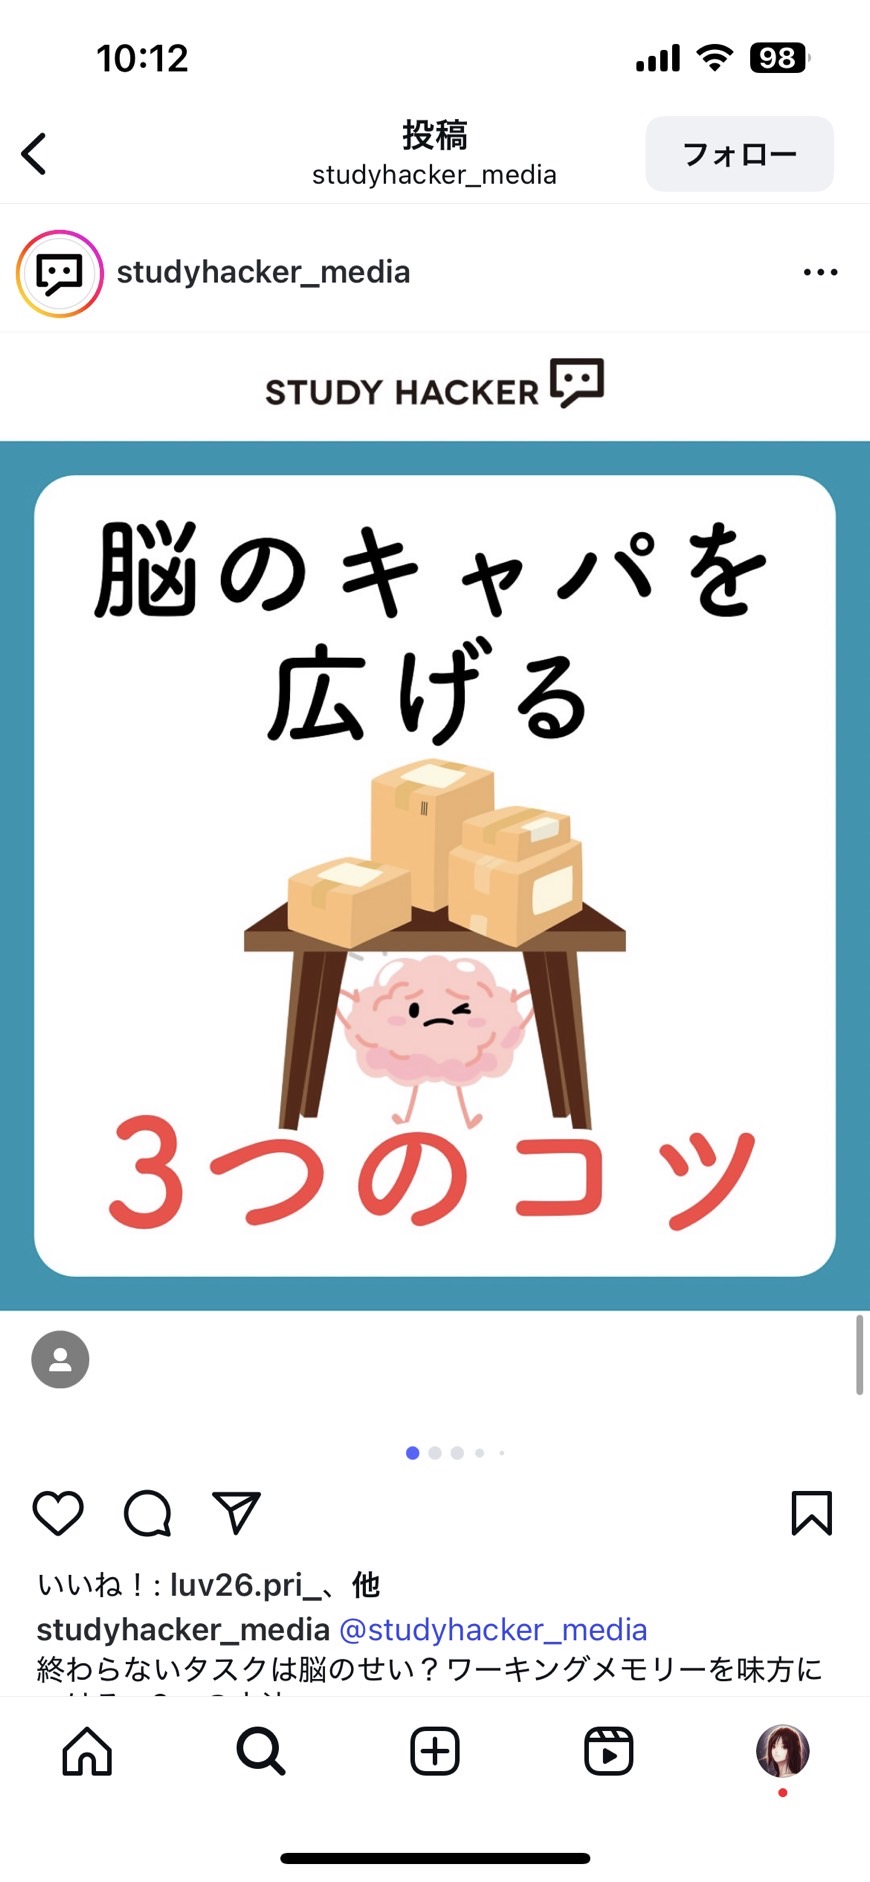 10:12
98
投稿
studyhacker_media
フォロー
studyhacker_media
STUDY HACKER
脳のキャパを
広げる
3つのコツ
いいね！: luv26.pri_、他
studyhacker_media @studyhacker_media
終わらないタスクは脳のせい？ワーキングメモリーを味方に